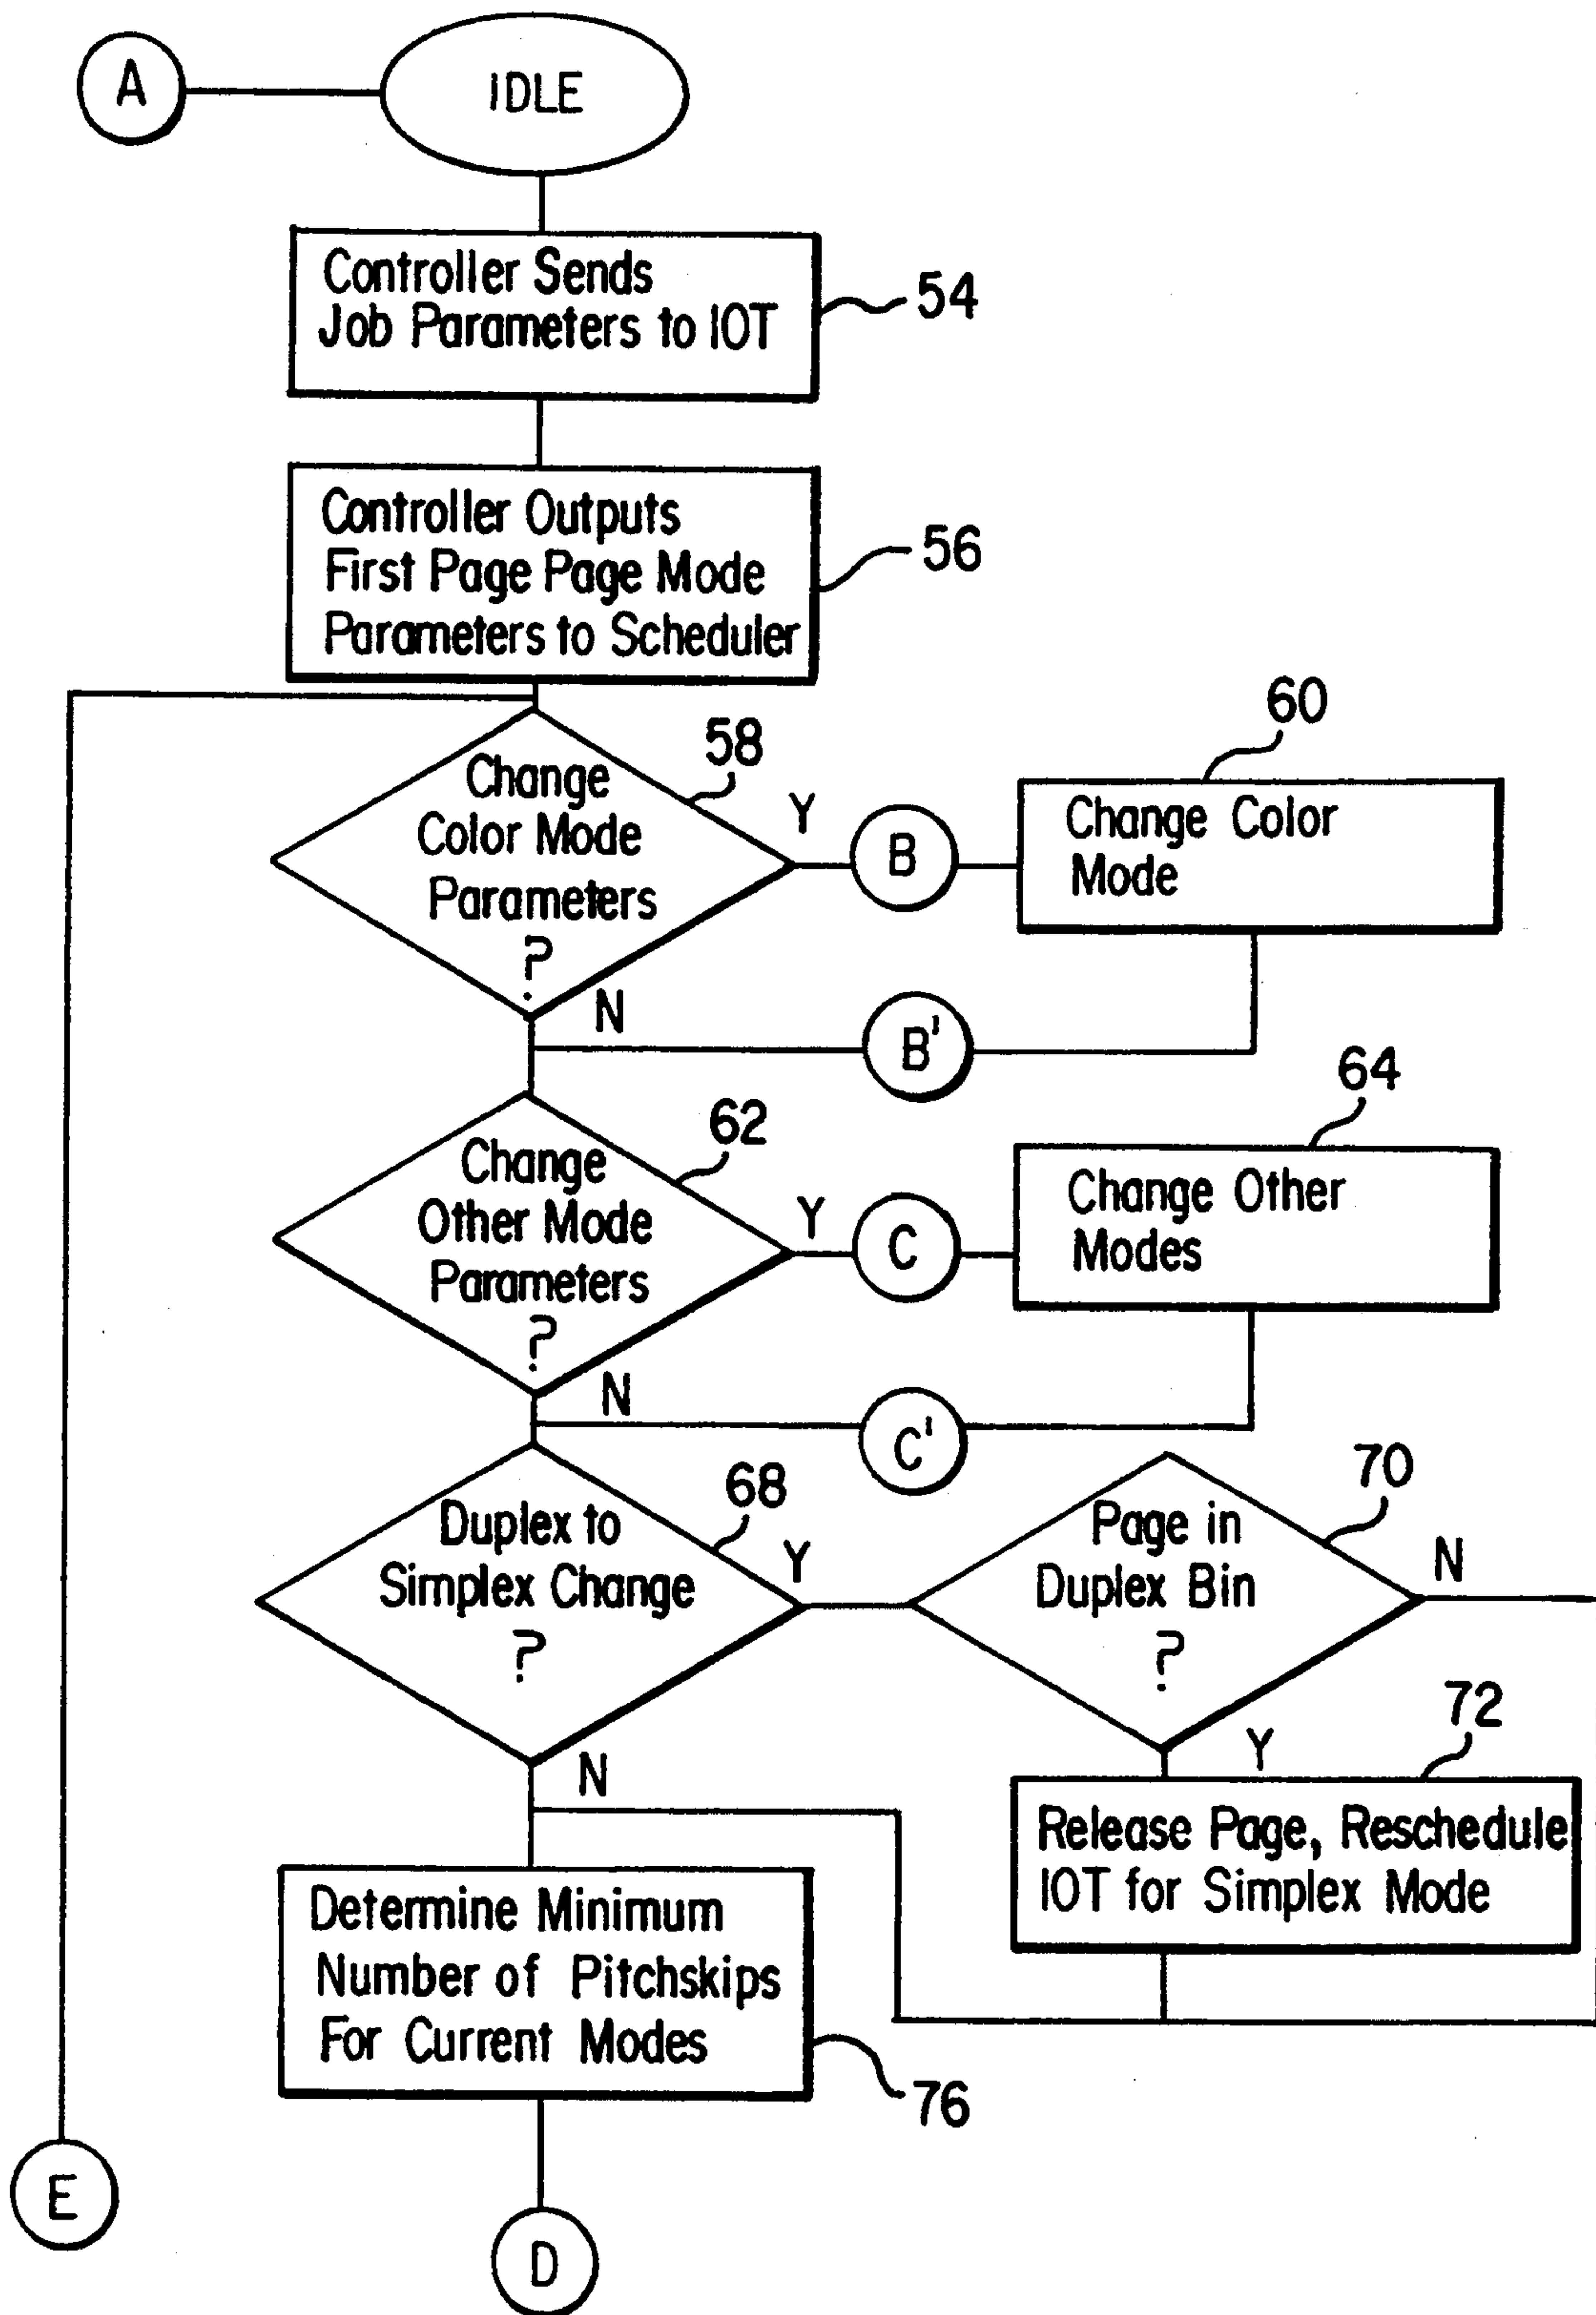 A
IDLE
Controller Sends
Job Parameters to IOT
54
Controller Outputs
First Page Page Mode
Parameters to Scheduler
56
Change
Color Mode
Parameters
?
58
Y
N
B
60
Change Color
Mode
B'
Change
Other Mode
Parameters
?
62
Y
N
C
64
Change Other
Modes
C'
Duplex to
Simplex Change
?
68
Y
N
Page in
Duplex Bin
?
70
N
Y
72
Release Page, Reschedule
IOT for Simplex Mode
Determine Minimum
Number of Pitchskips
For Current Modes
76
E
D